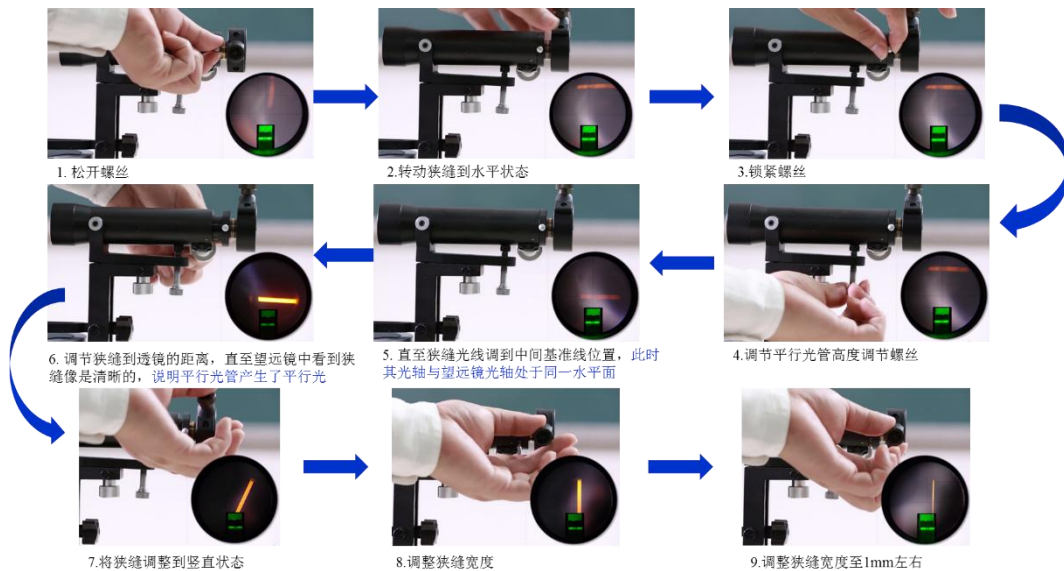 1. 松开螺丝
2.转动狭缝到水平状态
3.锁紧螺丝
4.调节平行光管高度调节螺丝
5. 直至狭缝光线调到中间基准线位置，此时
其光轴与望远镜光轴处于同一水平面
6. 调节狭缝到透镜的距离，直至望远镜中看到狭
缝像是清晰的，说明平行光管产生了平行光
7.将狭缝调整到竖直状态
8.调整狭缝宽度
9.调整狭缝宽度至1mm左右